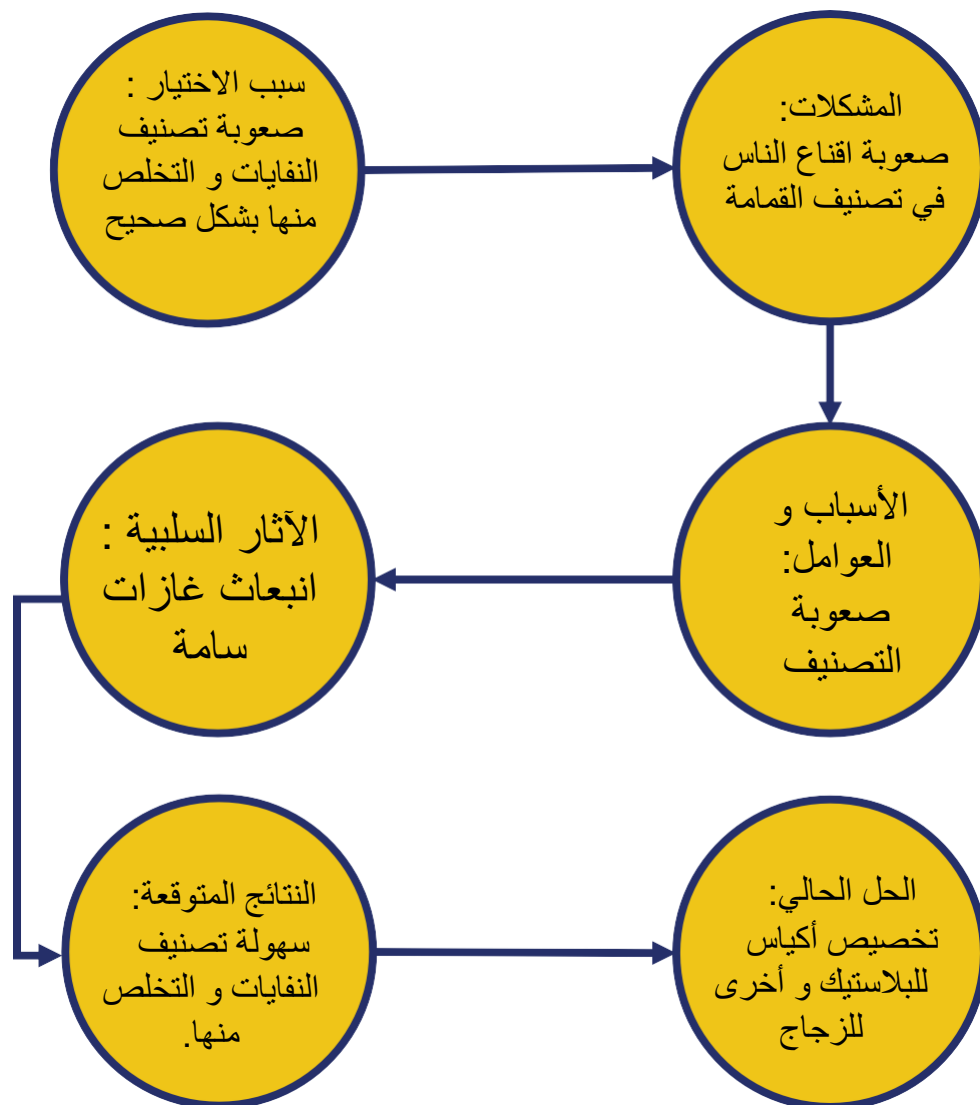 سبب الاختيار :
صعوبة تصنيف
النفايات و التخلص
منها بشكل صحيح
المشكلات:
صعوبة اقناع الناس
في تصنيف القمامة
الأسباب و
العوامل:
صعوبة
التصنيف
الآثار السلبية :
انبعاث غازات
سامة
النتائج المتوقعة:
سهولة تصنيف
النفايات و التخلص
منها.
الحل الحالي:
تخصيص أكياس
للبلاستيك و أخرى
للزجاج